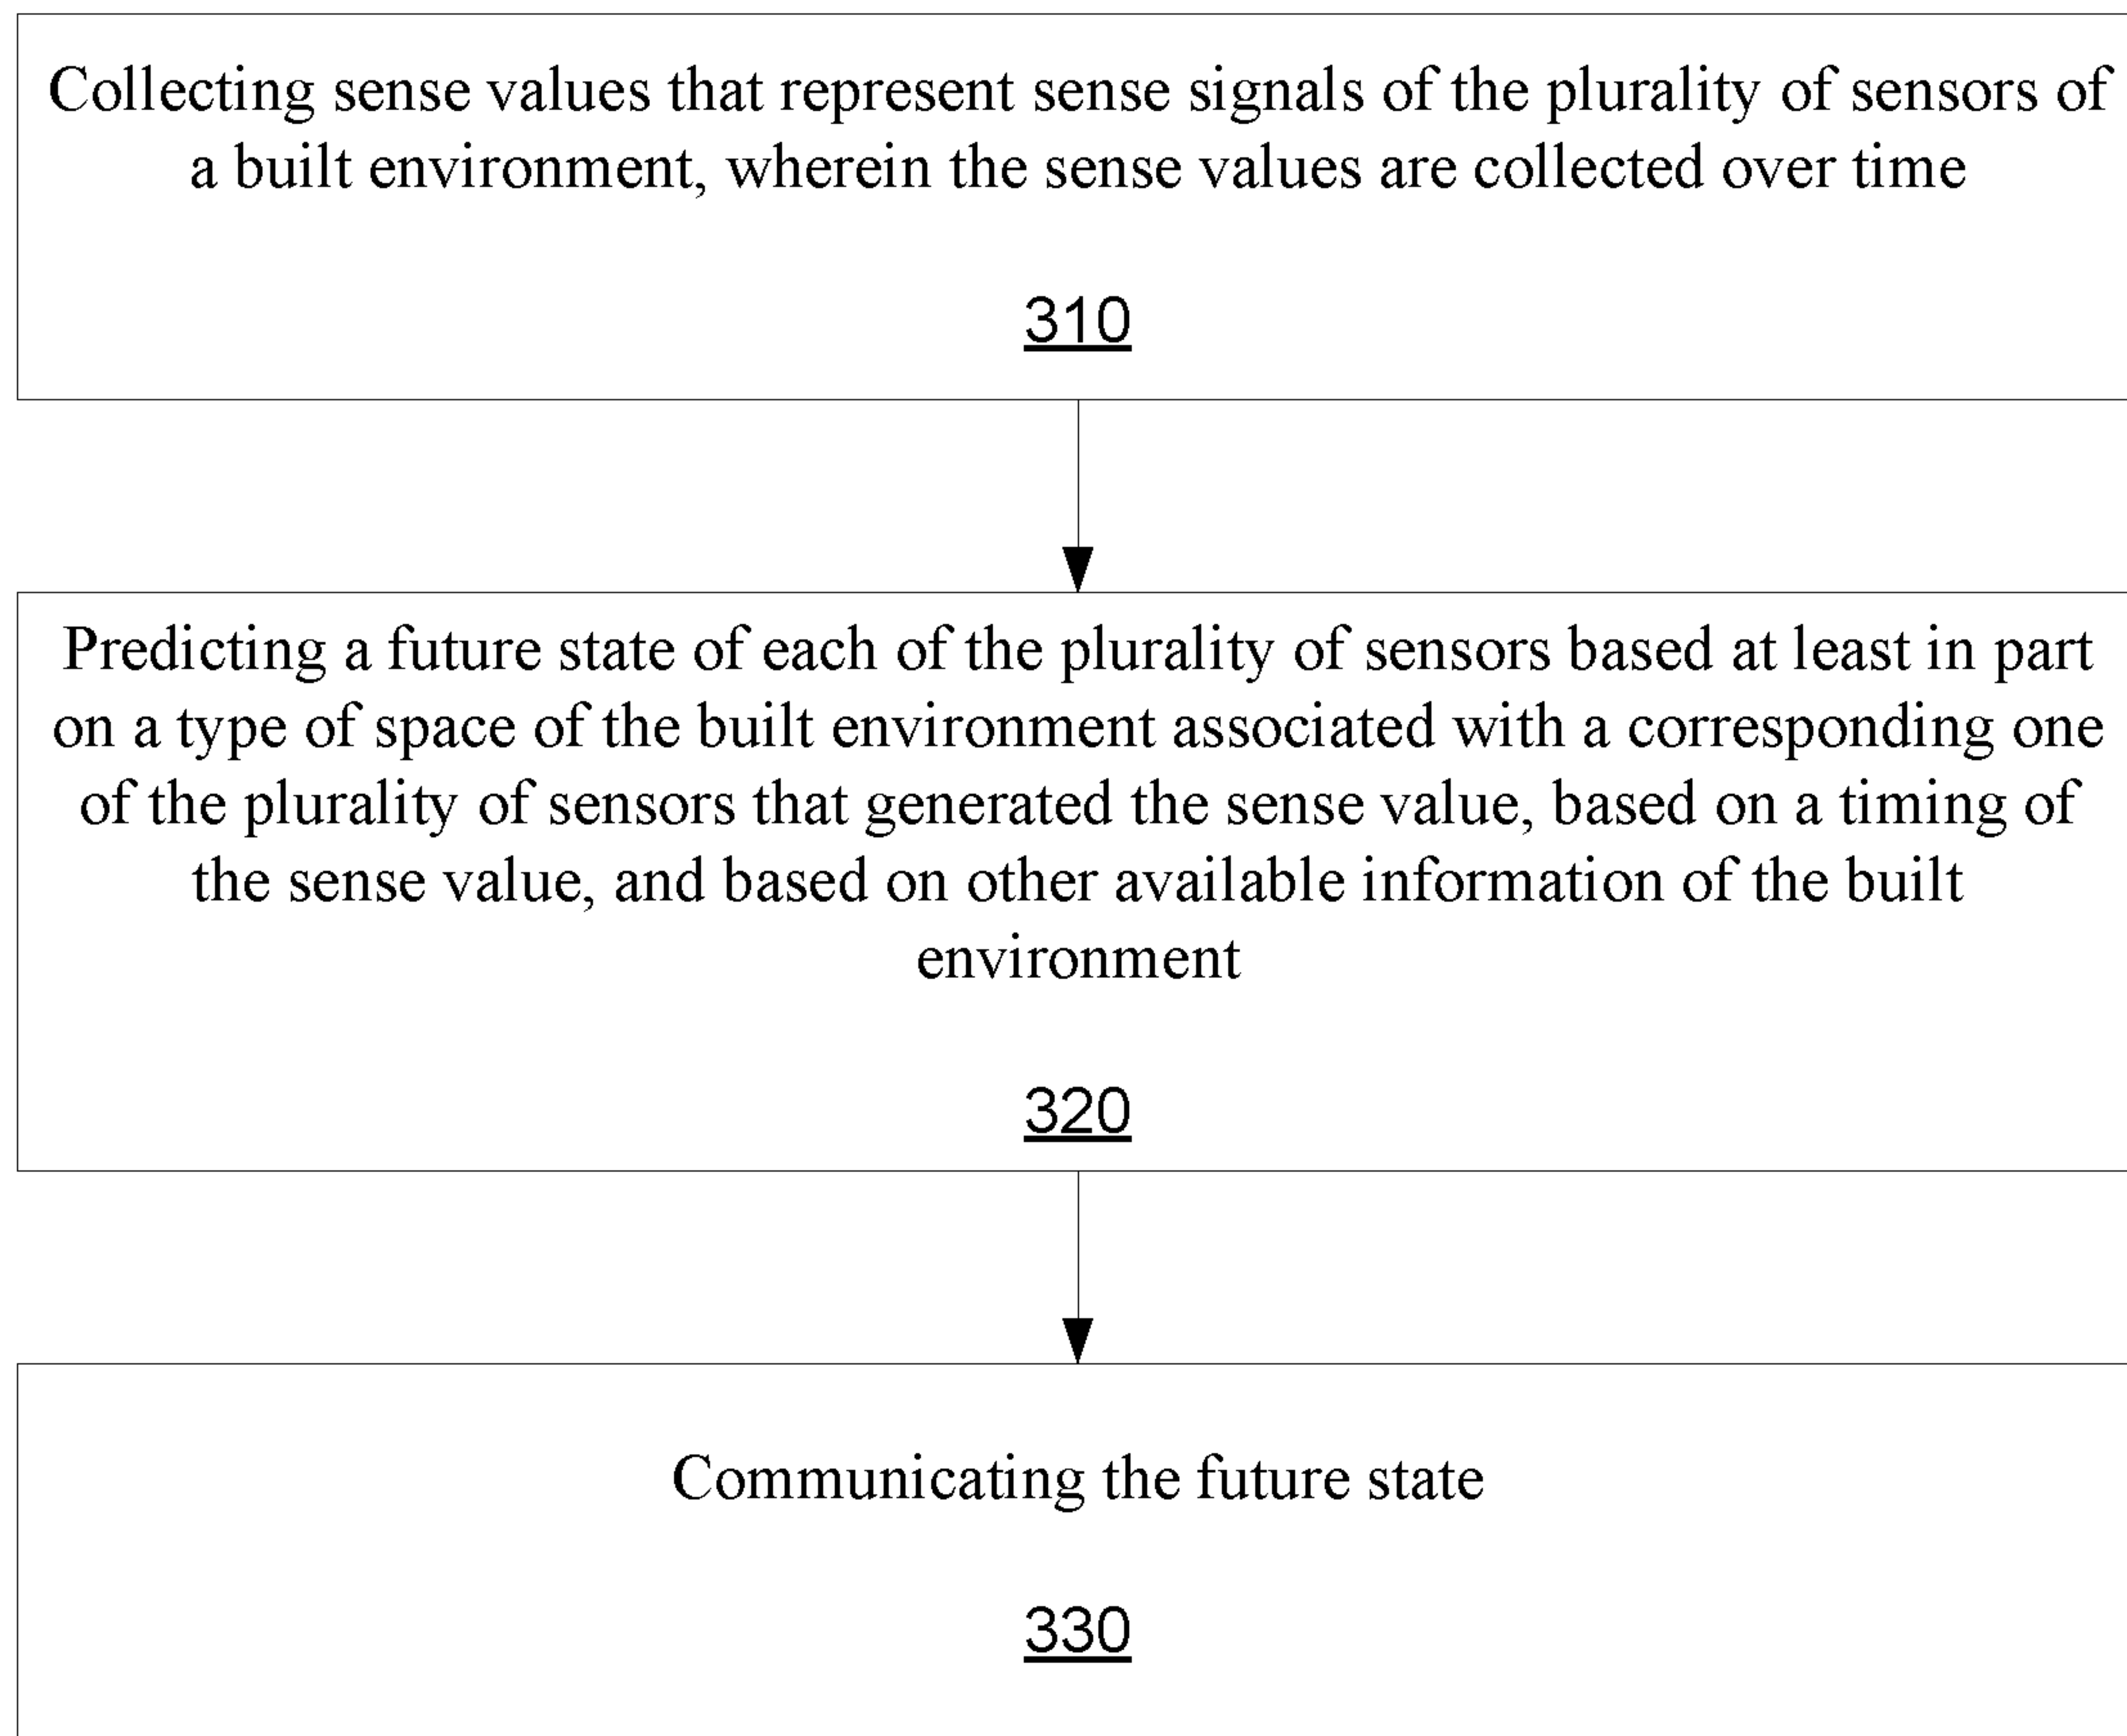 Collecting sense values that represent sense signals of the plurality of sensors of
a built environment, wherein the sense values are collected over time
310
Predicting a future state of each of the plurality of sensors based at least in part
on a type of space of the built environment associated with a corresponding one
of the plurality of sensors that generated the sense value, based on a timing of
the sense value, and based on other available information of the built
environment
320
Communicating the future state
330